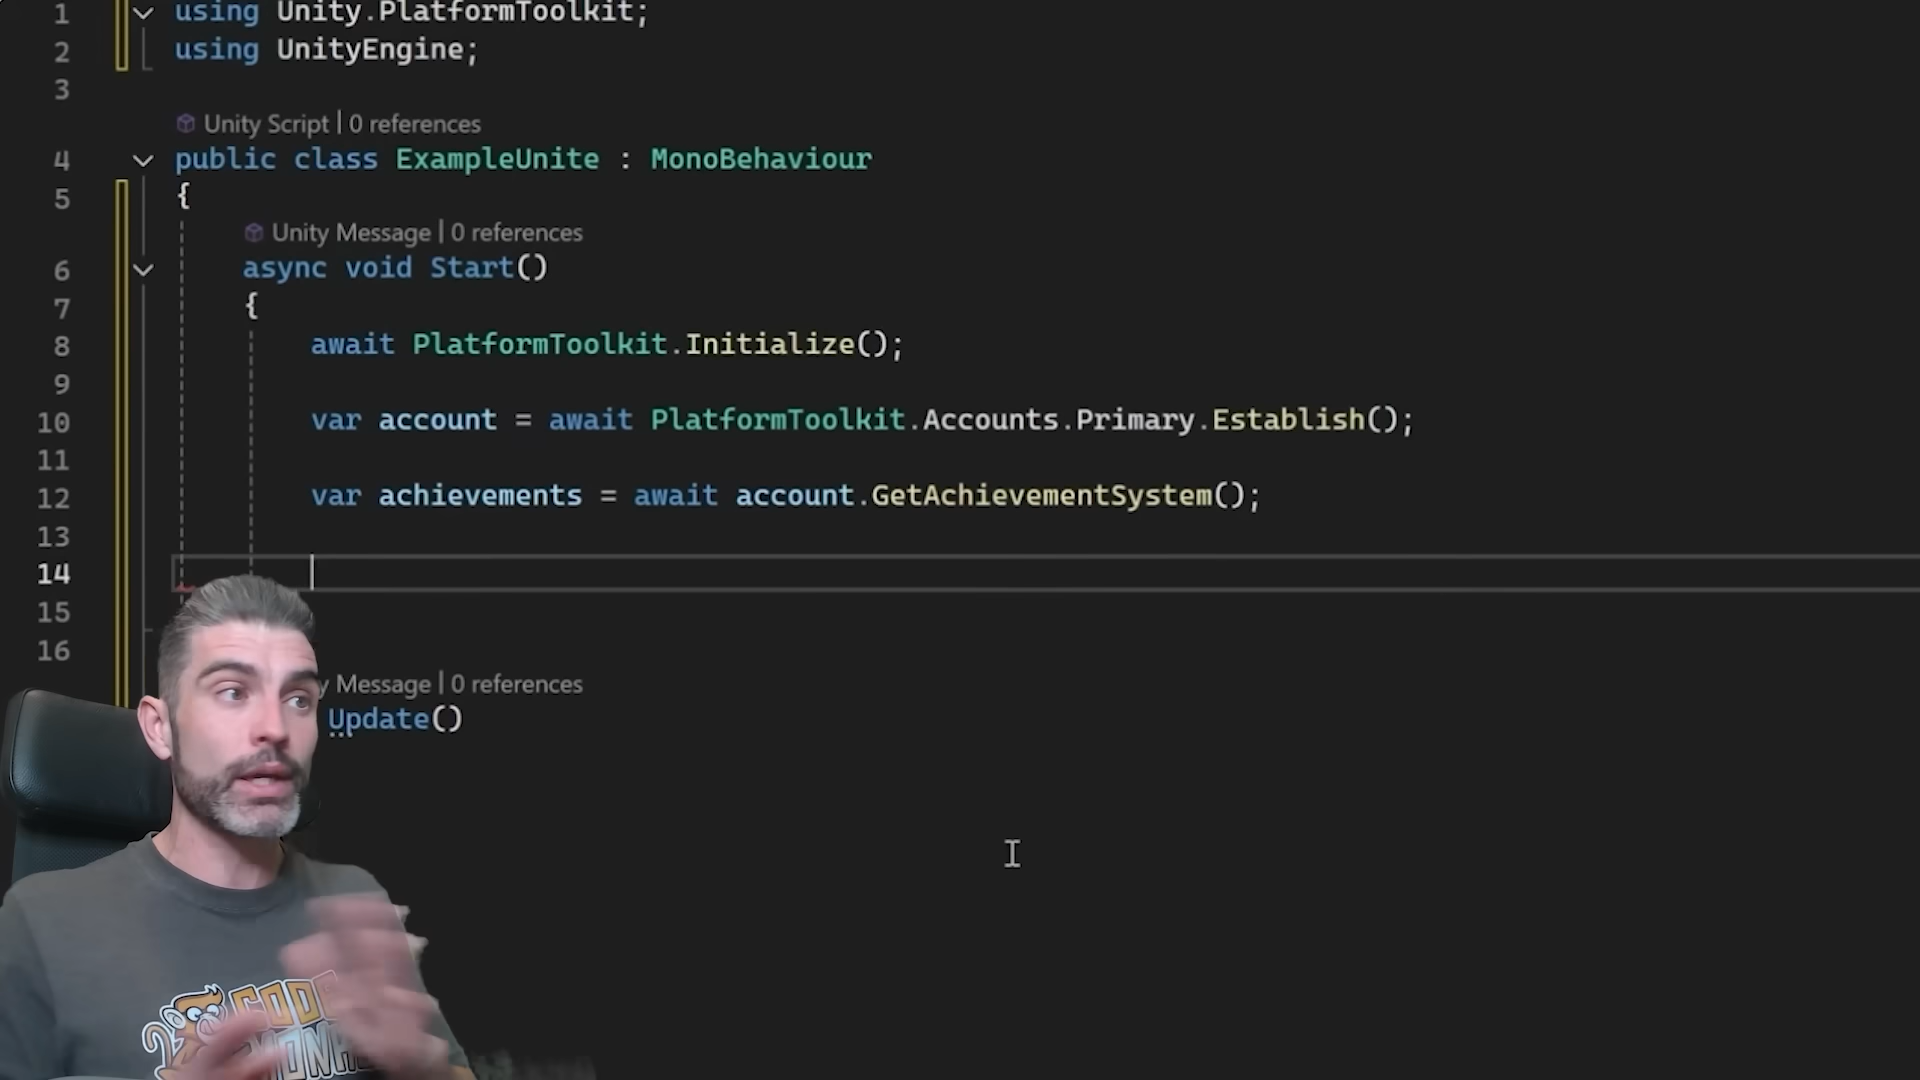 1 using Unity.PlatformToolkit;
2 using UnityEngine;
3
Unity Script | 0 references
4 public class ExampleUnite : MonoBehaviour
5 {
Unity Message | 0 references
6 async void Start()
7 {
8 await PlatformToolkit.Initialize();
9
10 var account = await PlatformToolkit.Accounts.Primary.Establish();
11
12 var achievements = await account.GetAchievementSystem();
13
14
15
16
Message | 0 references
Update()
CODE